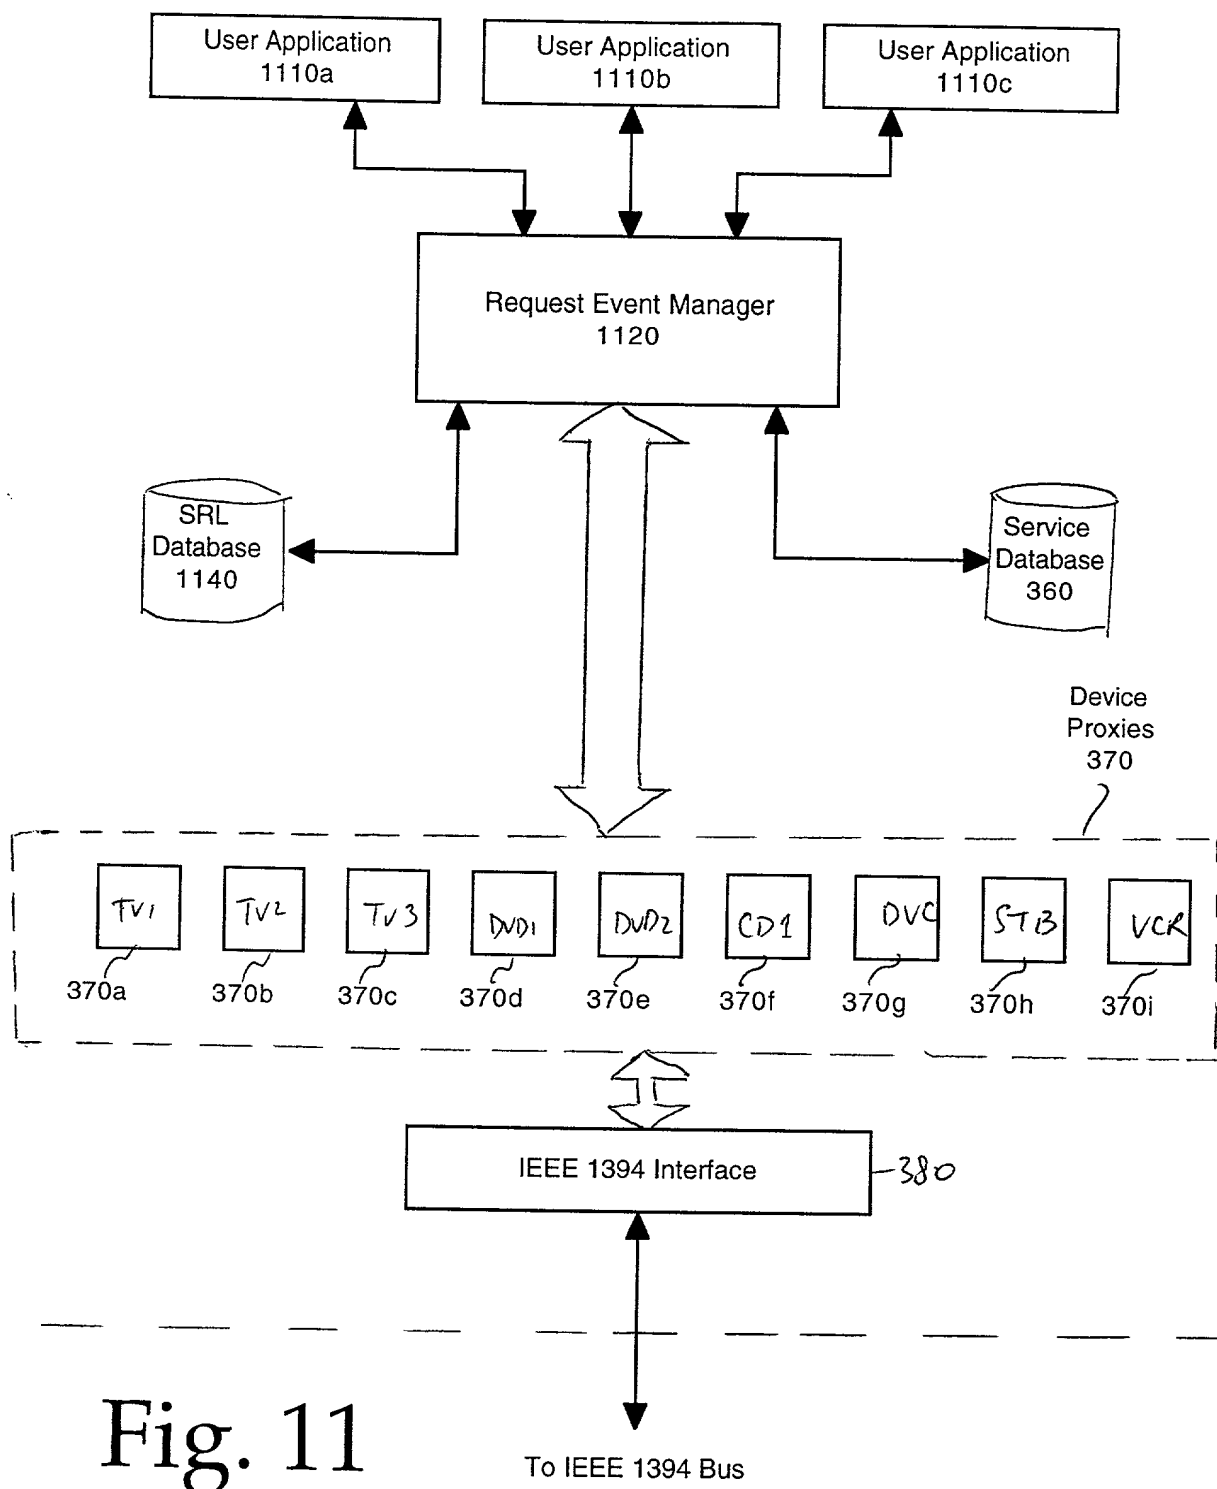 User Application
1110a
User Application
1110b
User Application
1110c
Request Event Manager
1120
SRL
Database
1140
Service
Database
360
Device
Proxies
370
TV1
TV2
TV3
DVD1
DVD2
CD1
DVC
STB
VCR
370a
370b
370c
370d
370e
370f
370g
370h
370i
IEEE 1394 Interface
380
Fig. 11
To IEEE 1394 Bus